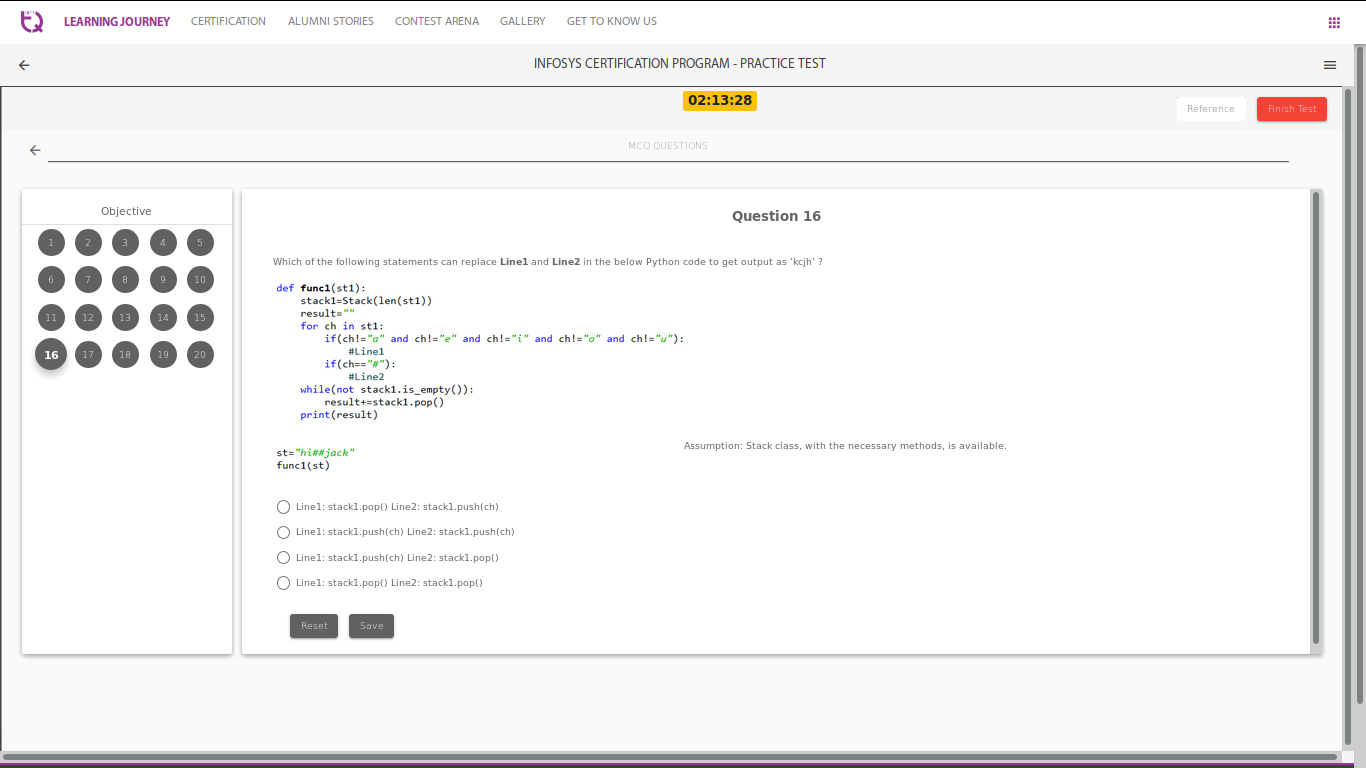 LEARNING JOURNEY CERTIFICATION ALUMNI STORIES CONTEST ARENA GALLERY GET TO KNOW US
INFOSYS CERTIFICATION PROGRAM - PRACTICE TEST
02:13:28
Reference Finish Test
MCQ QUESTIONS
Objective
1 2 3 4 5
6 7 8 9 10
11 12 13 14 15
16 17 18 19 20
Question 16
Which of the following statements can replace Line1 and Line2 in the below Python code to get output as ‘kcjh’ ?
def func1(st1):
    stack1=Stack(len(st1))
    result=""
    for ch in st1:
        if(ch!="a" and ch!="e" and ch!="i" and ch!="o" and ch!="u"):
            #Line1
        if(ch=="#"):
            #Line2
    while(not stack1.is_empty()):
        result+=stack1.pop()
    print(result)
Assumption: Stack class, with the necessary methods, is available.
st="hi##jack"
func1(st)
Line1: stack1.pop() Line2: stack1.push(ch)
Line1: stack1.push(ch) Line2: stack1.push(ch)
Line1: stack1.push(ch) Line2: stack1.pop()
Line1: stack1.pop() Line2: stack1.pop()
Reset Save